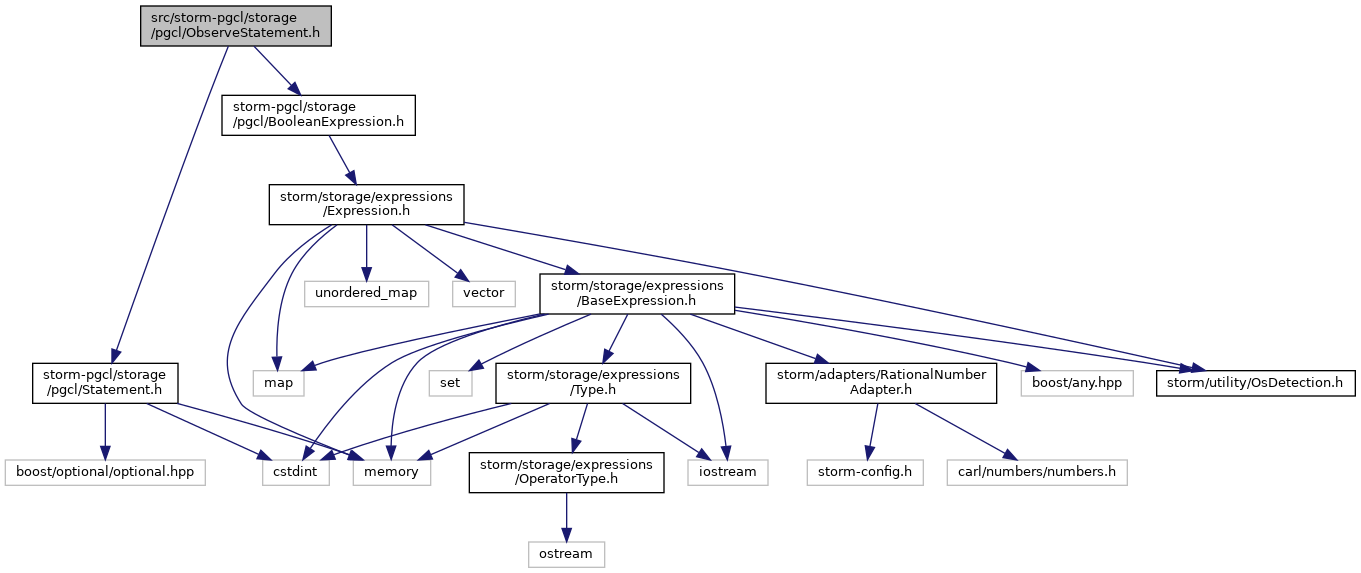 src/storm-pgcl/storage
/pgcl/ObserveStatement.h
storm-pgcl/storage
/pgcl/BooleanExpression.h
storm/storage/expressions
/Expression.h
unordered_map
vector
storm/storage/expressions
/BaseExpression.h
storm-pgcl/storage
/pgcl/Statement.h
map
set
storm/storage/expressions
/Type.h
storm/adapters/RationalNumber
Adapter.h
boost/any.hpp
storm/utility/OsDetection.h
boost/optional/optional.hpp
cstdint
memory
storm/storage/expressions
/OperatorType.h
iostream
storm-config.h
carl/numbers/numbers.h
ostream